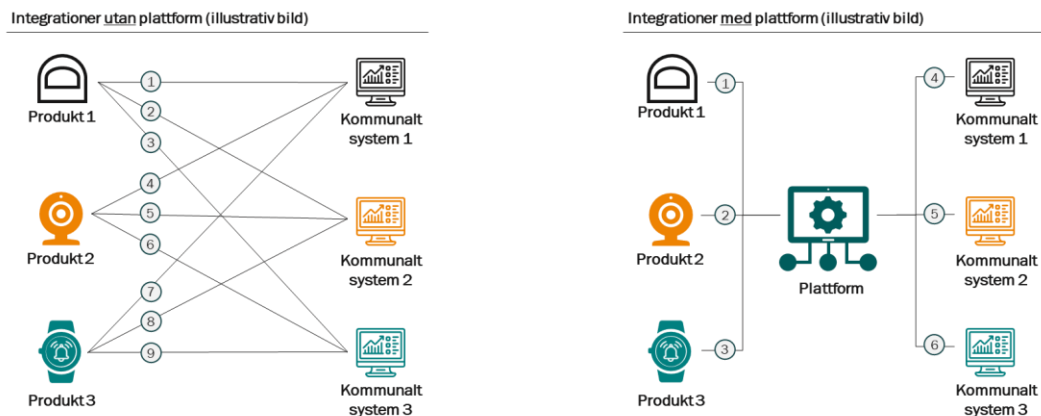 Integrationer utan plattform (illustrativ bild)
Produkt 1
Produkt 2
Produkt 3
1
2
3
4
5
6
7
8
9
Kommunalt
system 1
Kommunalt
system 2
Kommunalt
system 3
Integrationer med plattform (illustrativ bild)
Produkt 1
Produkt 2
Produkt 3
1
2
3
Plattform
4
5
6
Kommunalt
system 1
Kommunalt
system 2
Kommunalt
system 3